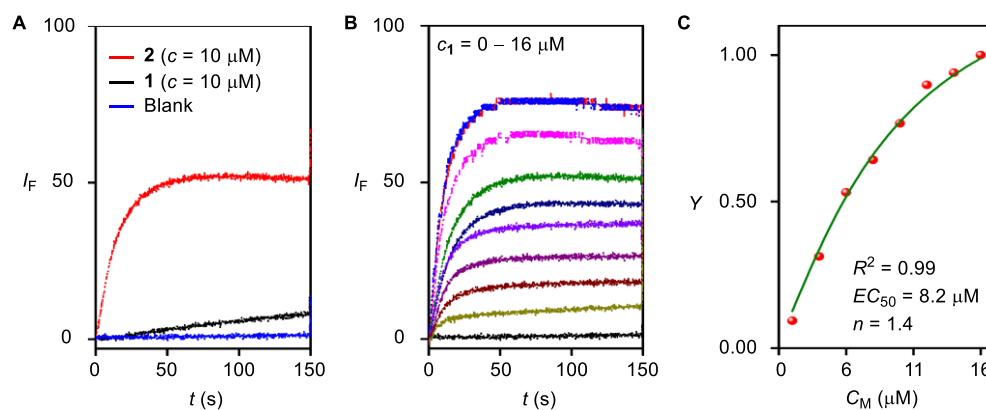 A
100
50
0
I_F
2 (c = 10 μM)
1 (c = 10 μM)
Blank
0 50 100 150
t (s)
B
100
50
0
I_F
c_1 = 0 – 16 μM
0 50 100 150
t (s)
C
1.00
0.50
0.00
Y
R² = 0.99
EC_50 = 8.2 μM
n = 1.4
0 6 11 16
C_M (μM)